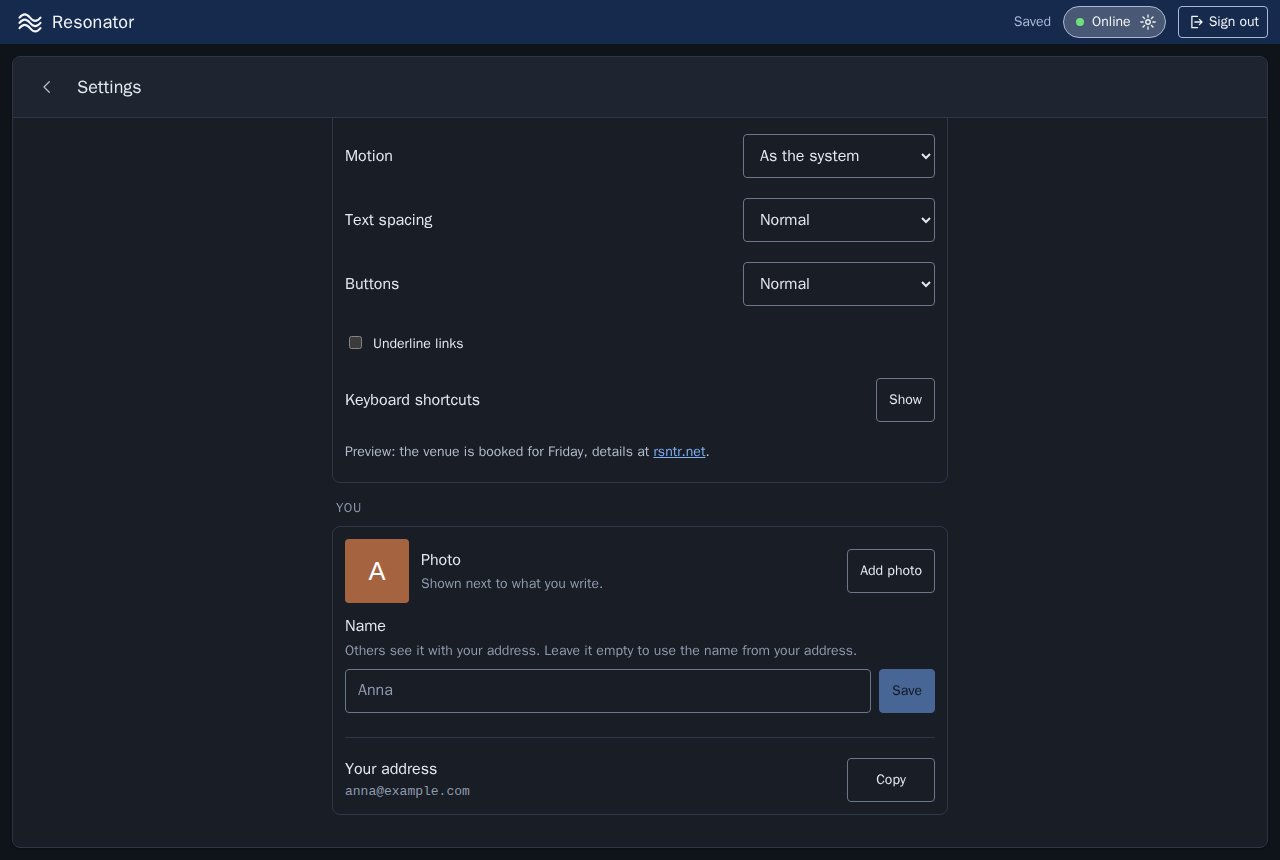 Resonator
Saved
Online
Sign out
Settings
Motion
As the system
Text spacing
Normal
Buttons
Normal
Underline links
Keyboard shortcuts
Show
Preview: the venue is booked for Friday, details at rsntr.net.
YOU
A
Photo
Shown next to what you write.
Add photo
Name
Others see it with your address. Leave it empty to use the name from your address.
Anna
Save
Your address
anna@example.com
Copy